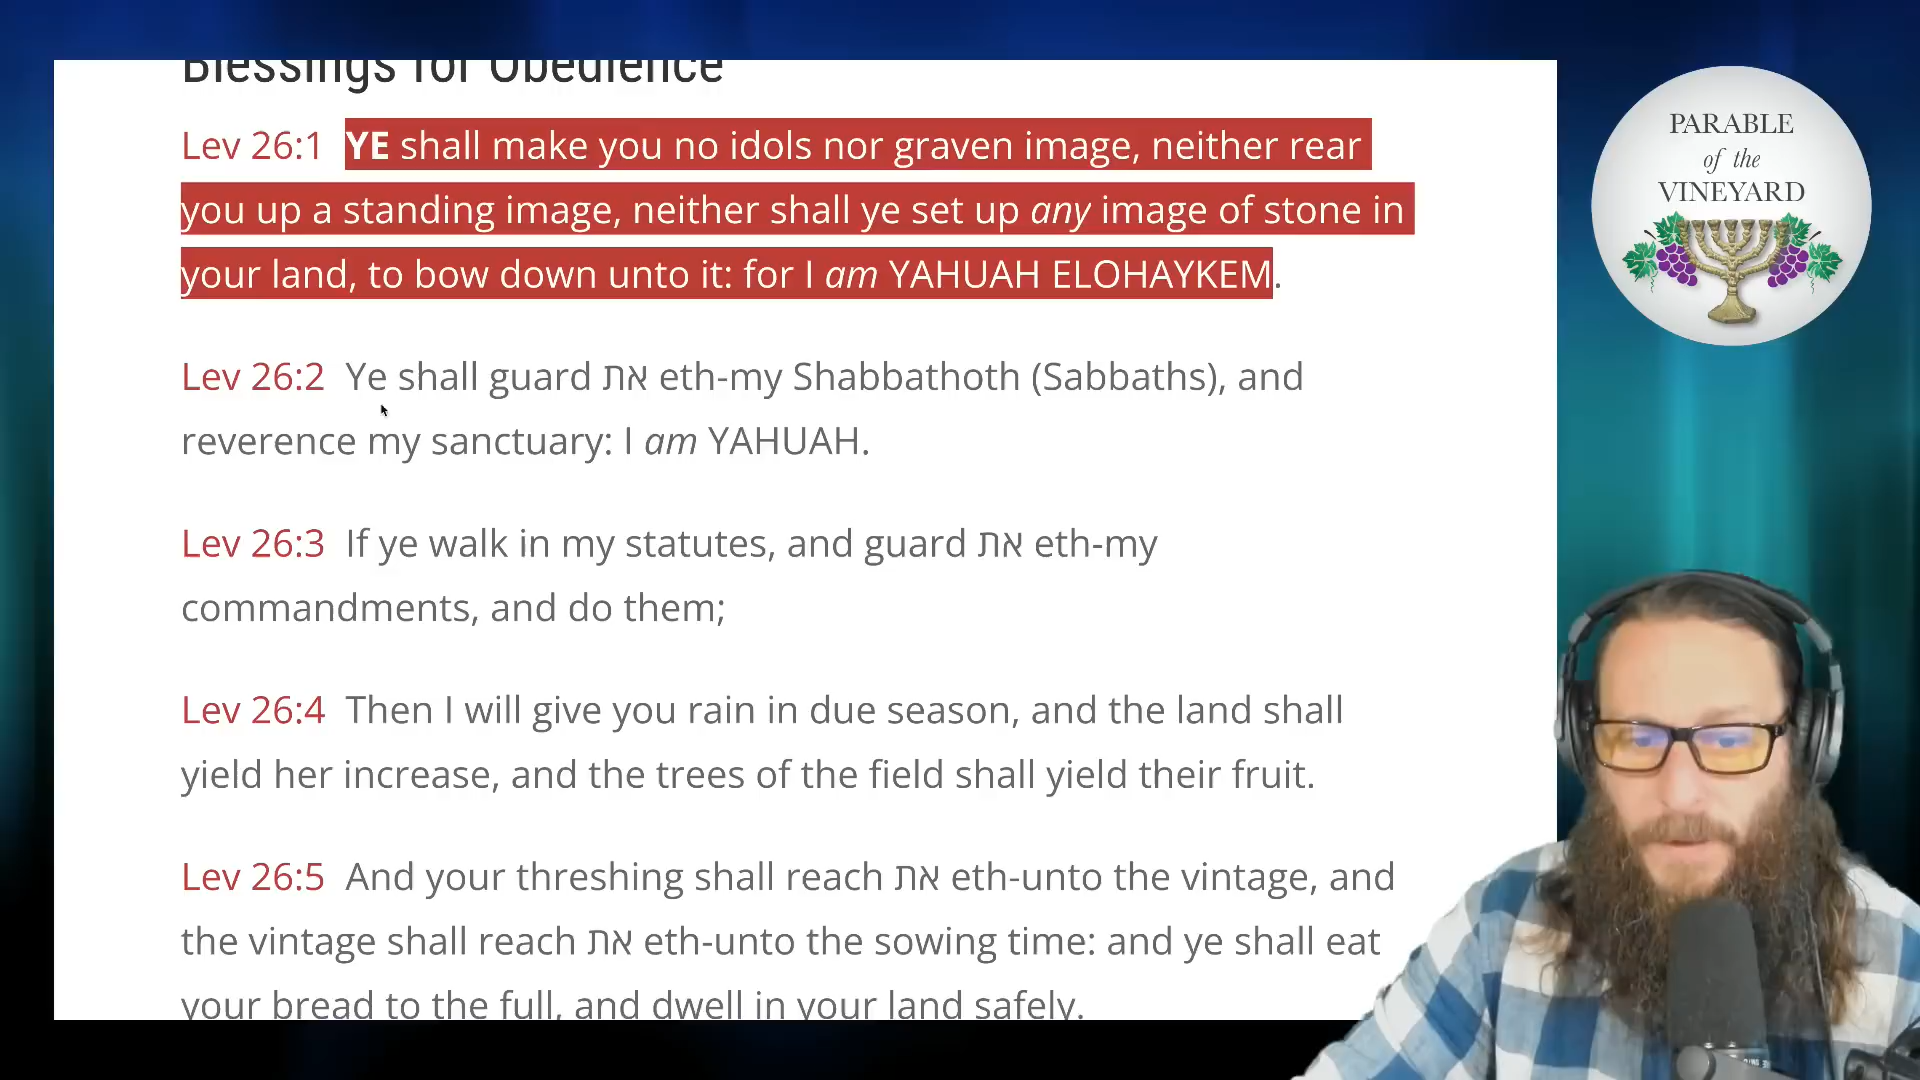 Blessings for Obedience
Lev 26:1 YE shall make you no idols nor graven image, neither rear
you up a standing image, neither shall ye set up any image of stone in
your land, to bow down unto it: for I am YAHUAH ELOHAYKEM.
Lev 26:2 Ye shall guard את eth-my Shabbathoth (Sabbaths), and
reverence my sanctuary: I am YAHUAH.
Lev 26:3 If ye walk in my statutes, and guard את eth-my
commandments, and do them;
Lev 26:4 Then I will give you rain in due season, and the land shall
yield her increase, and the trees of the field shall yield their fruit.
Lev 26:5 And your threshing shall reach את eth-unto the vintage, and
the vintage shall reach את eth-unto the sowing time: and ye shall eat
your bread to the full, and dwell in your land safely.
PARABLE
of the
VINEYARD